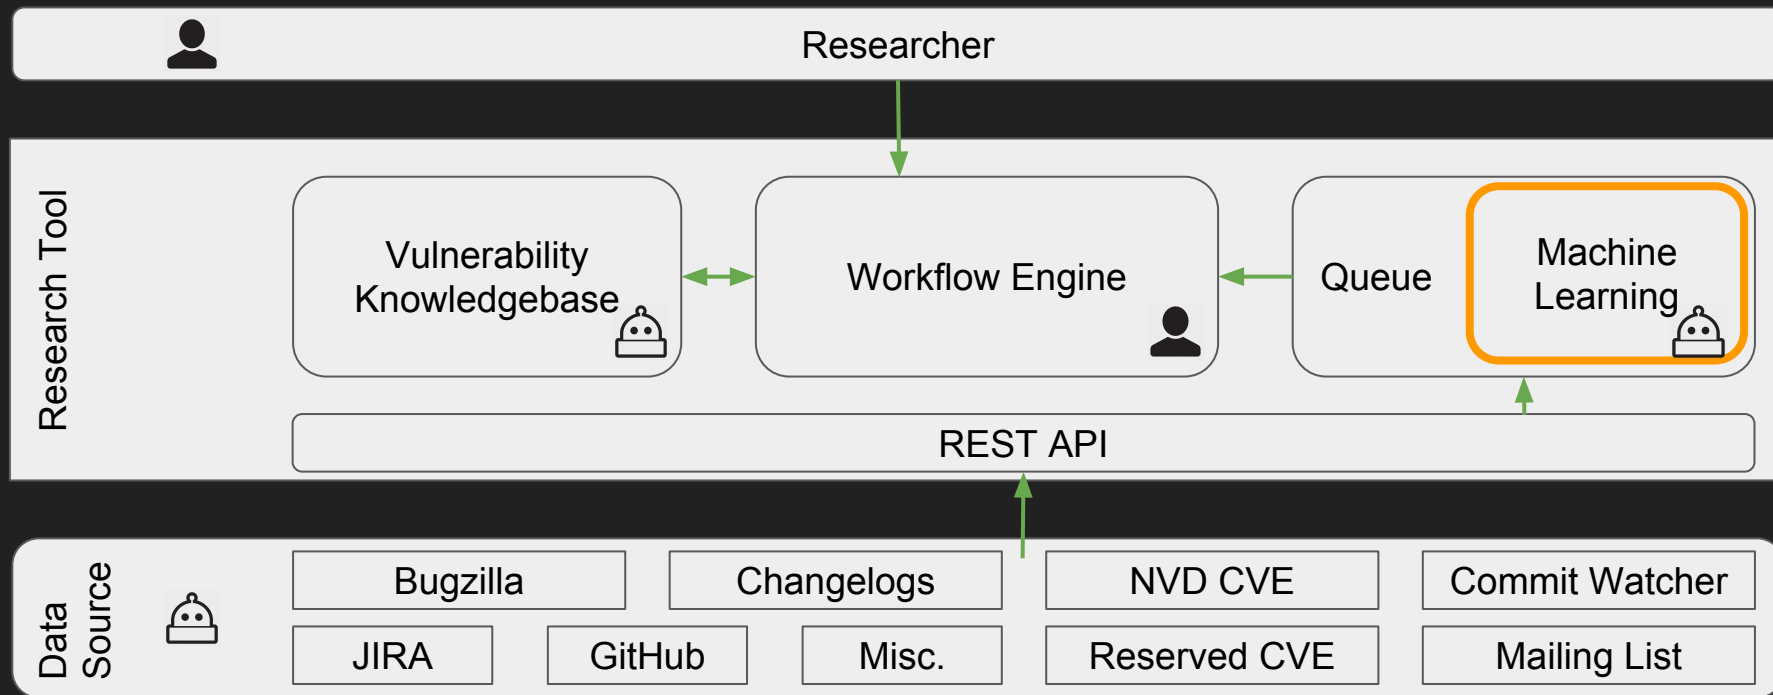 Researcher
Research Tool
Vulnerability
Knowledgebase
Workflow Engine
Queue
Machine
Learning
REST API
Data
Source
Bugzilla
Changelogs
NVD CVE
Commit Watcher
JIRA
GitHub
Misc.
Reserved CVE
Mailing List